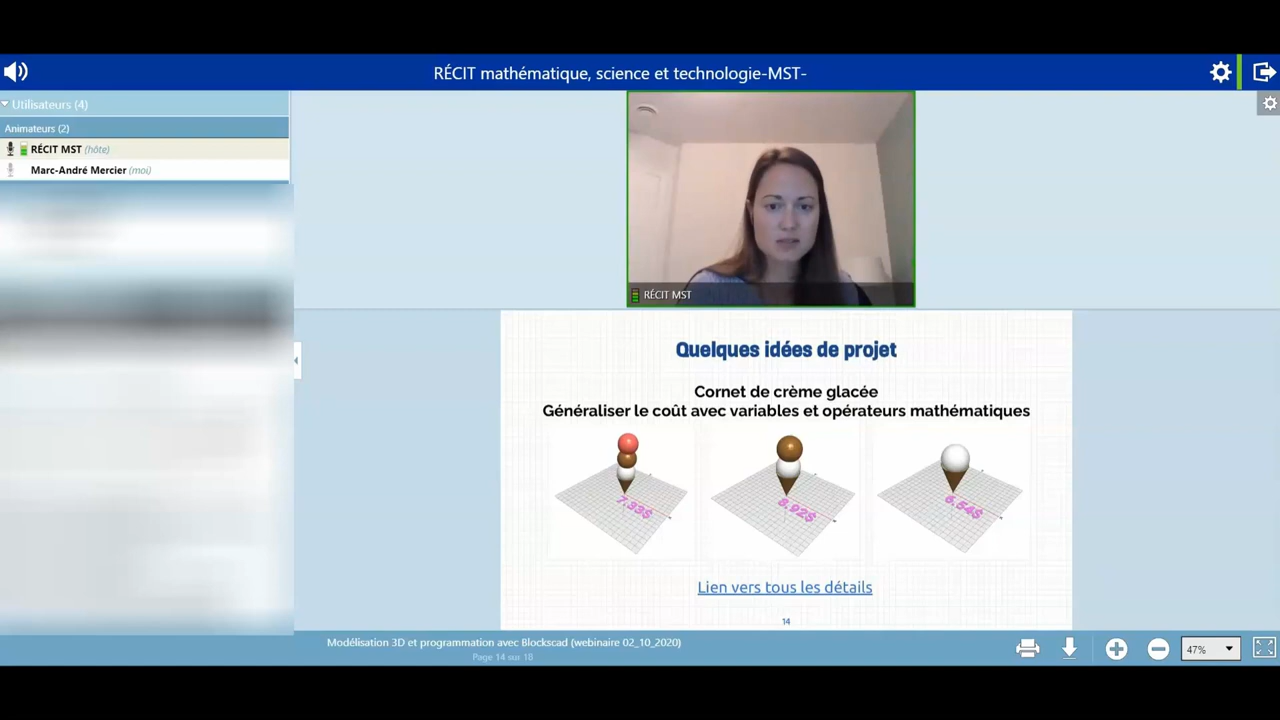 RÉCIT mathématique, science et technologie-MST-
Utilisateurs (4)
Animateurs (2)
RÉCIT MST (hôte)
Marc-André Mercier (moi)
RÉCIT MST
Quelques idées de projet
Cornet de crème glacée
Généraliser le coût avec variables et opérateurs mathématiques
7.33$
6.92$
6.54$
Lien vers tous les détails
14
Modélisation 3D et programmation avec Blockscad (webinaire 02_10_2020)
Page 14 sur 18
47%